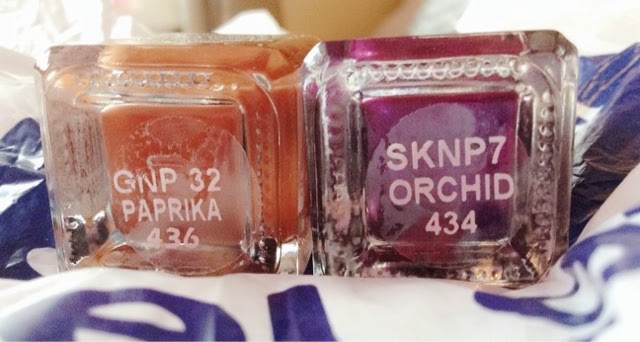 GNP 32
PAPRIKA
436
SKNP7
ORCHID
434